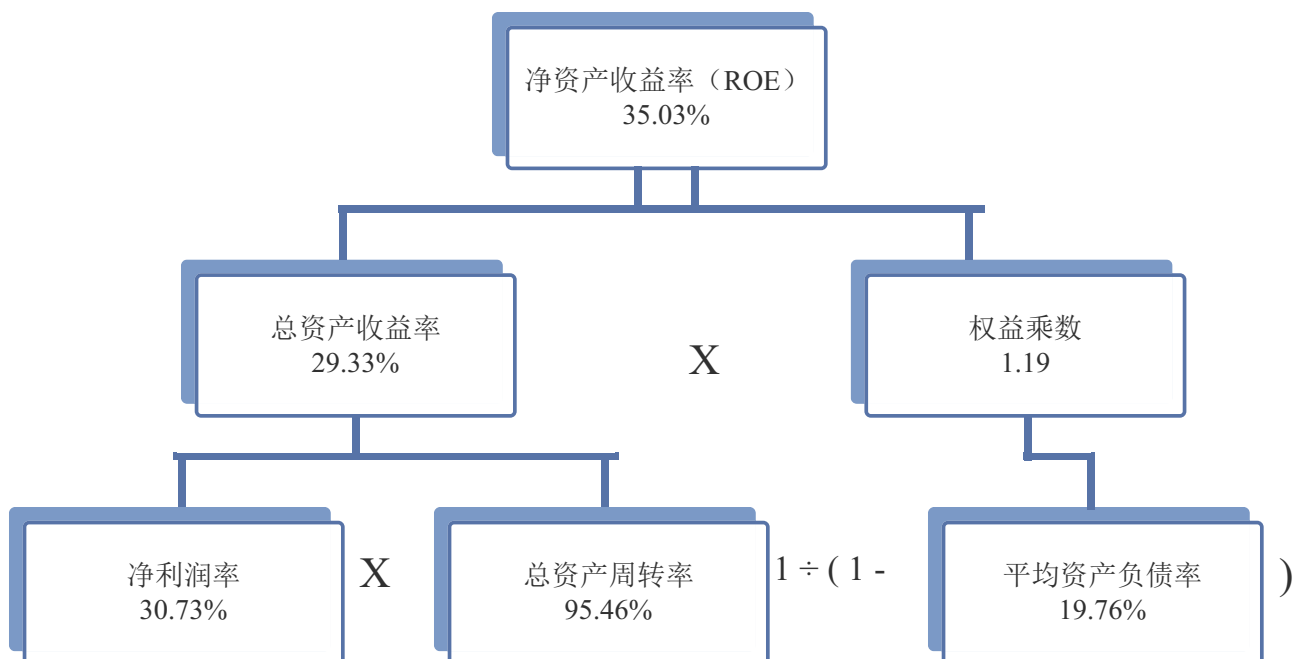 净资产收益率（ROE）
35.03%
总资产收益率
29.33%
X
权益乘数
1.19
净利润率
30.73%
X
总资产周转率
95.46%
1 ÷ ( 1 -
平均资产负债率
19.76%
)